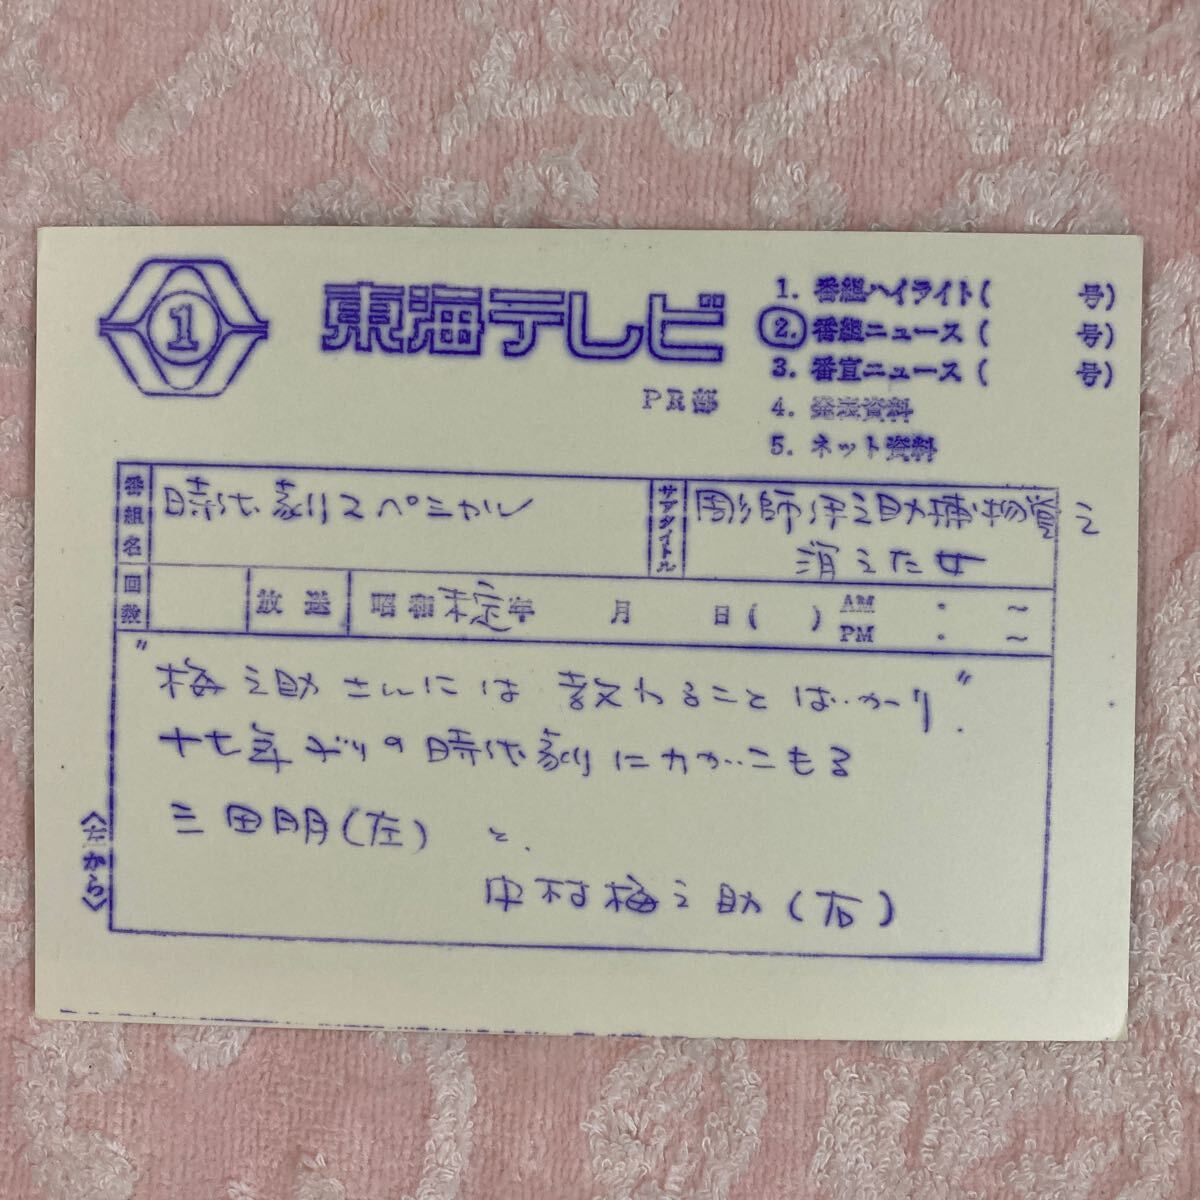 1
東海テレビ
PR部
1. 番組ハイライト( 号)
2. 番組ニュース( 号)
3. 番宣ニュース( 号)
4. 発表資料
5. ネット資料
番組名 時代劇スペシャル
サブタイトル 彫師伊之助捕物覚え
消えた女
回数 放送 昭和未定年 月 日( ) AM ・ ~
PM ・ ~
"梅之助さんには教わることばかり"
十七年ぶりの時代劇に力がこもる
三田明(左) と、
中村梅之助(右)
<左から>